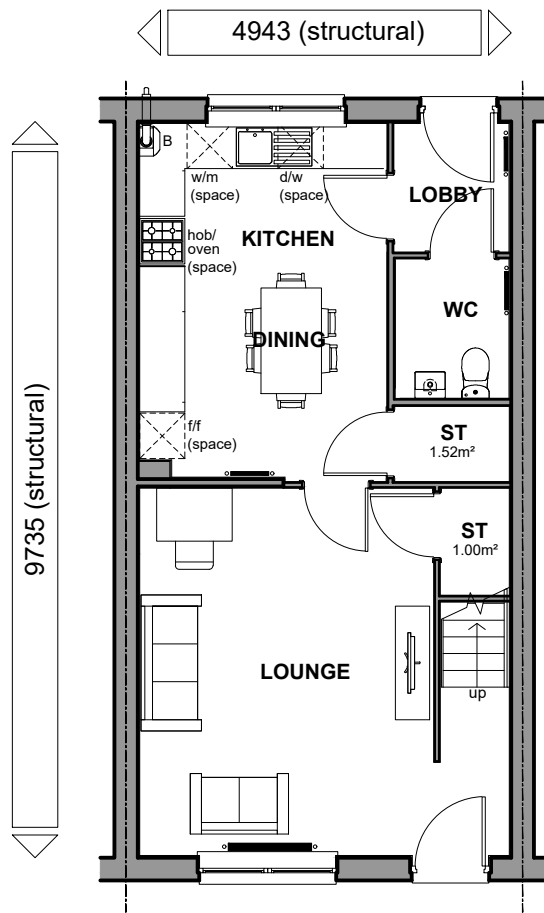 4943 (structural)
9735 (structural)
B
w/m
(space)
d/w
(space)
LOBBY
hob/
oven
(space)
KITCHEN
WC
DINING
f/f
(space)
ST
1.52m²
ST
1.00m²
LOUNGE
up